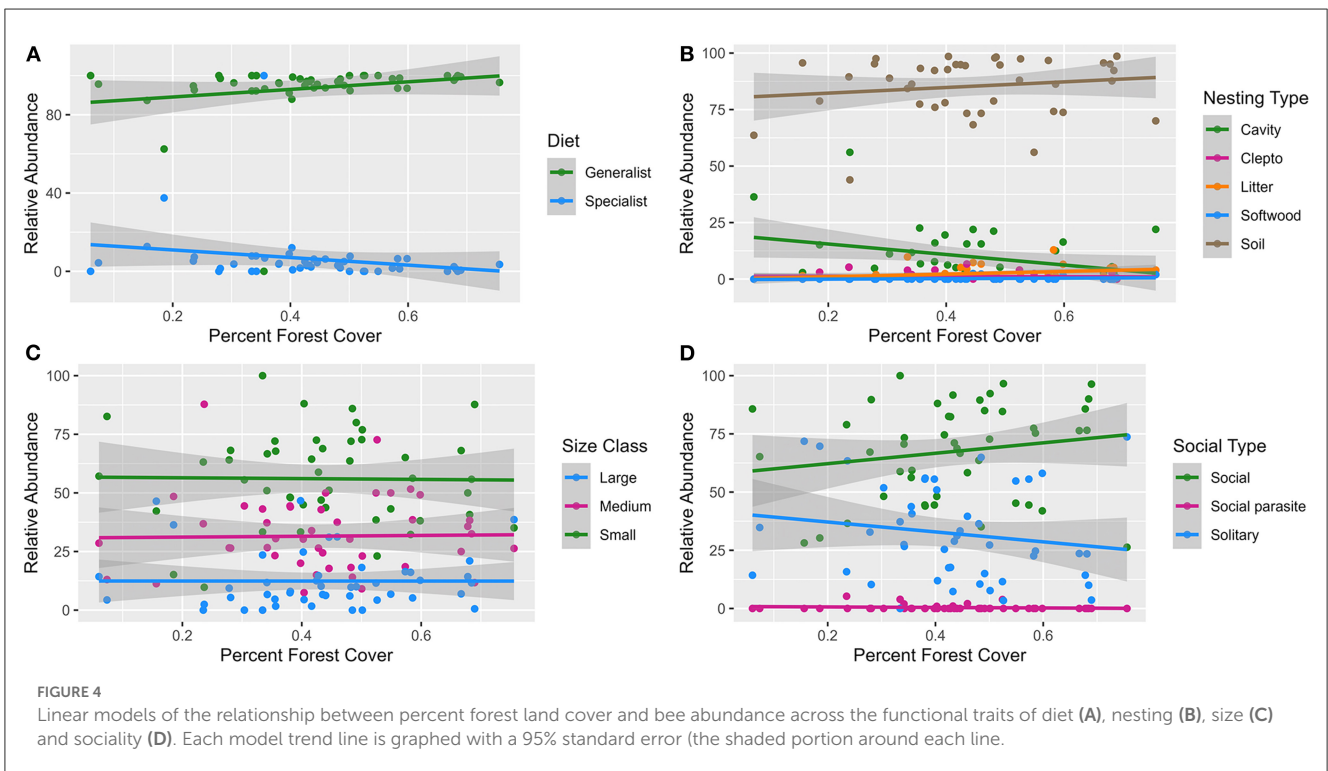 A
Relative Abundance
80
40
0
0.2
0.4
0.6
Percent Forest Cover
Diet
Generalist
Specialist
B
Relative Abundance
100
75
50
25
0
0.2
0.4
0.6
Percent Forest Cover
Nesting Type
Cavity
Clepto
Litter
Softwood
Soil
C
Relative Abundance
100
75
50
25
0
0.2
0.4
0.6
Percent Forest Cover
Size Class
Large
Medium
Small
D
Relative Abundance
100
75
50
25
0
0.2
0.4
0.6
Percent Forest Cover
Social Type
Social
Social parasite
Solitary
FIGURE 4
Linear models of the relationship between percent forest land cover and bee abundance across the functional traits of diet (A), nesting (B), size (C)
and sociality (D). Each model trend line is graphed with a 95% standard error (the shaded portion around each line.